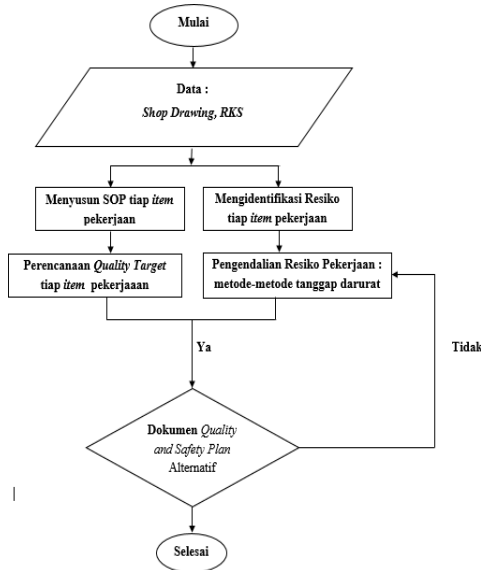 Mulai
Data :
Shop Drawing, RKS
Menyusun SOP tiap item
pekerjaan
Mengidentifikasi Resiko
tiap item pekerjaan
Perencanaan Quality Target
tiap item pekerjaaan
Pengendalian Resiko Pekerjaan :
metode-metode tanggap darurat
Ya
Tidak
Dokumen Quality
and Safety Plan
Alternatif
Selesai